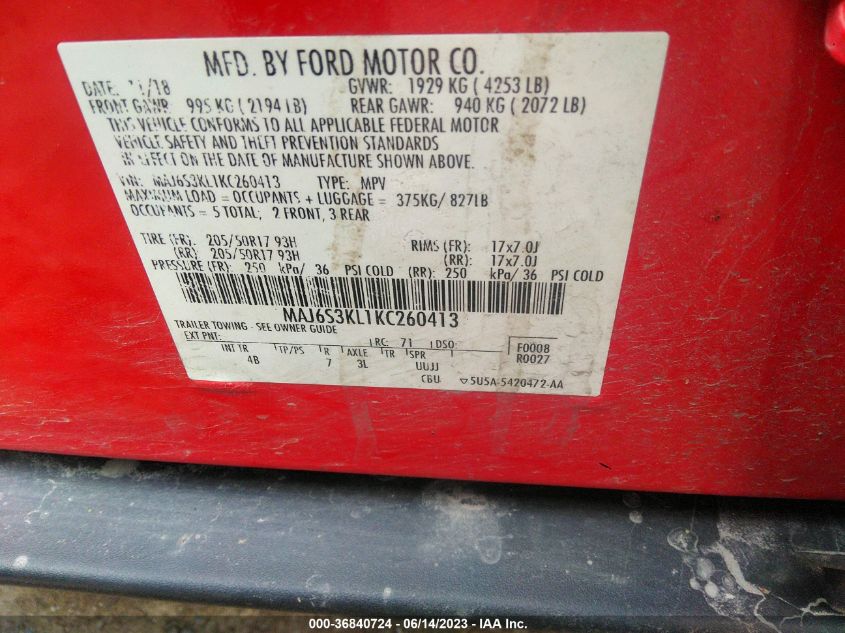 MFD. BY FORD MOTOR CO.
DATE: 11/18 GVWR: 1929 KG ( 4253 LB)
FRONT GAWR: 995 KG ( 2194 LB) REAR GAWR: 940 KG ( 2072 LB)
THIS VEHICLE CONFORMS TO ALL APPLICABLE FEDERAL MOTOR
VEHICLE SAFETY AND THEFT PREVENTION STANDARDS
IN EFFECT ON THE DATE OF MANUFACTURE SHOWN ABOVE.
VIN: MAJ6S3KL1KC260413 TYPE: MPV
MAXIMUM LOAD = OCCUPANTS + LUGGAGE = 375KG/ 827LB
OCCUPANTS = 5 TOTAL; 2 FRONT, 3 REAR
TIRE (FR): 205/50R17 93H RIMS (FR): 17x7.0J
(RR): 205/50R17 93H (RR): 17x7.0J
PRESSURE (FR): 250 kPa/ 36 PSI COLD (RR): 250 kPa/ 36 PSI COLD
MAJ6S3KL1KC260413
TRAILER TOWING - SEE OWNER GUIDE
EXT PNT: RC: 71 DSO: F0008
INT TR TP/PS R AXLE TR SPR R0027
4B 7 3L UUJJ
CBU 5U5A-5420472-AA
000-36840724 - 06/14/2023 - IAA Inc.